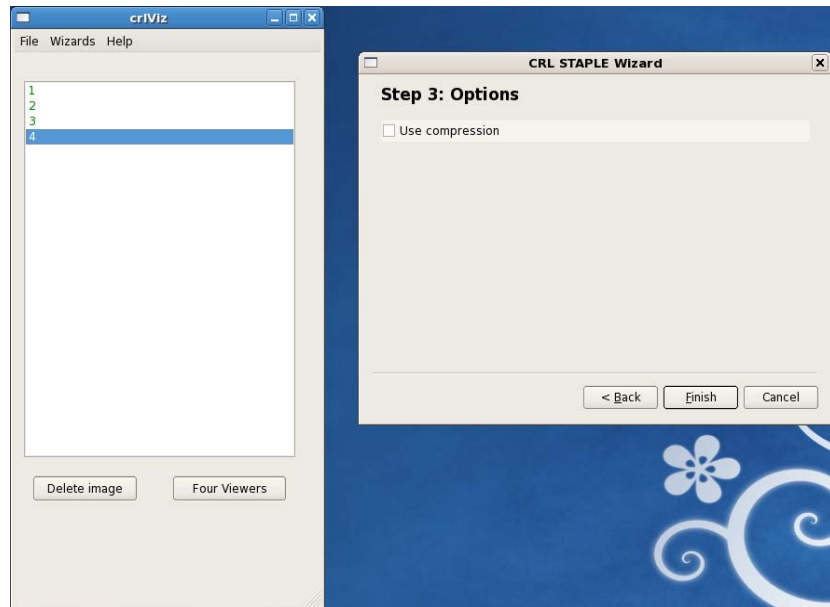 crlViz
File Wizards Help
1
2
3
4
Delete image Four Viewers
CRL STAPLE Wizard
Step 3: Options
Use compression
< Back Finish Cancel